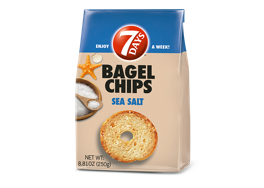 ENJOY 7 A WEEK!
DAYS
BAGEL
CHIPS
SEA SALT
NET WT
8.81OZ (250g)